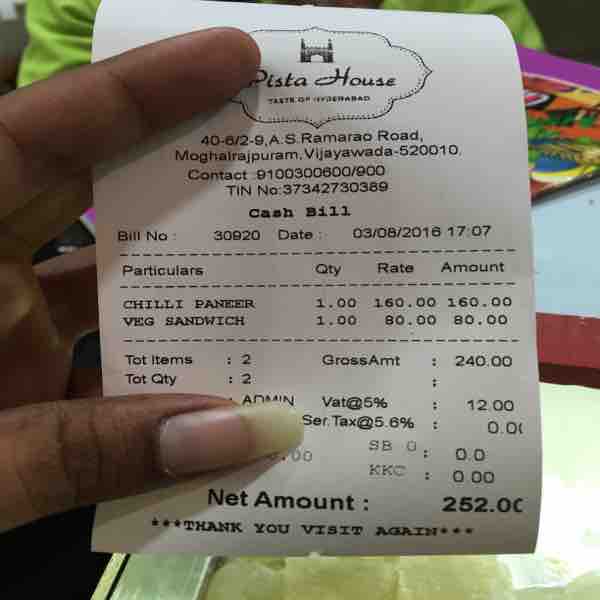 Pista House
TASTE OF HYDERABAD
40-6/2-9,A.S.Ramarao Road,
Moghalrajpuram,Vijayawada-520010.
Contact :9100300600/900
TIN No:37342730389
Cash Bill
Bill No : 30920 Date : 03/08/2016 17:07
Particulars Qty Rate Amount
CHILLI PANEER 1.00 160.00 160.00
VEG SANDWICH 1.00 80.00 80.00
Tot Items : 2 GrossAmt : 240.00
Tot Qty : 2 :
: ADMIN Vat@5% : 12.00
Ser.Tax@5.6% : 0.0
SB : 0.0
KKC : 0.00
Net Amount : 252.0
***THANK YOU VISIT AGAIN***